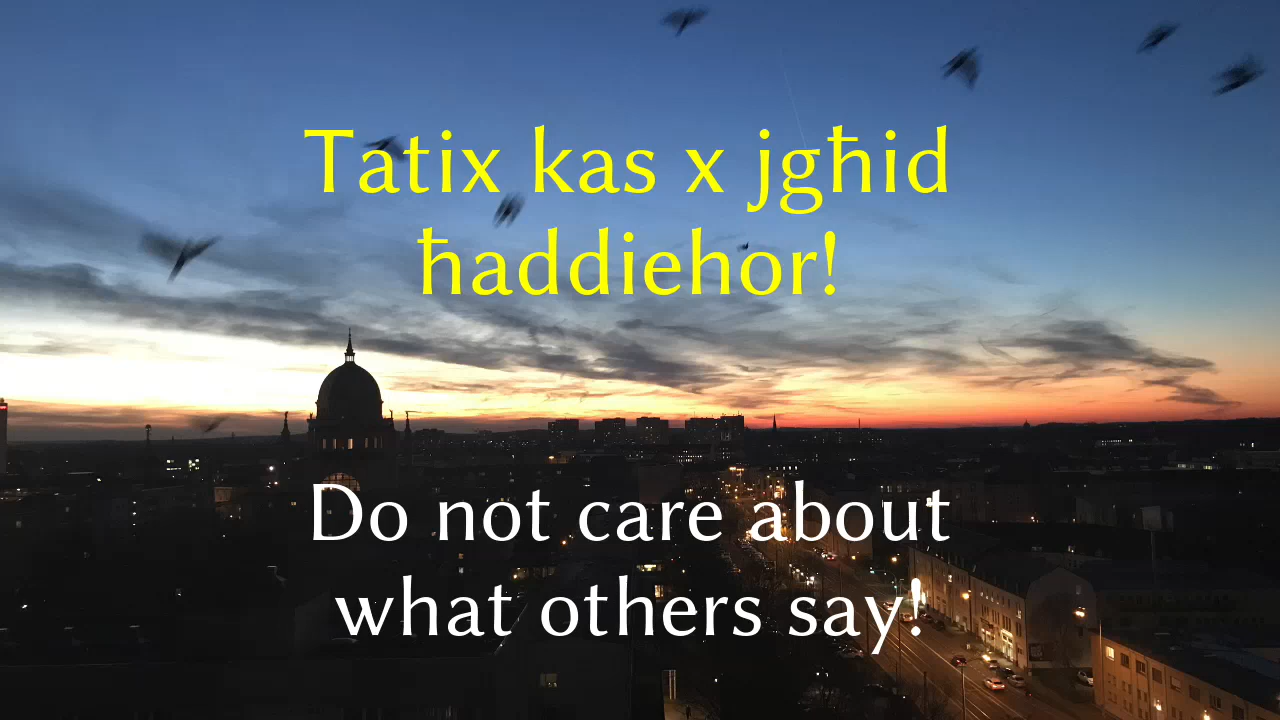 Tatix kas x jgħid
ħaddiehor!
Do not care about
what others say!